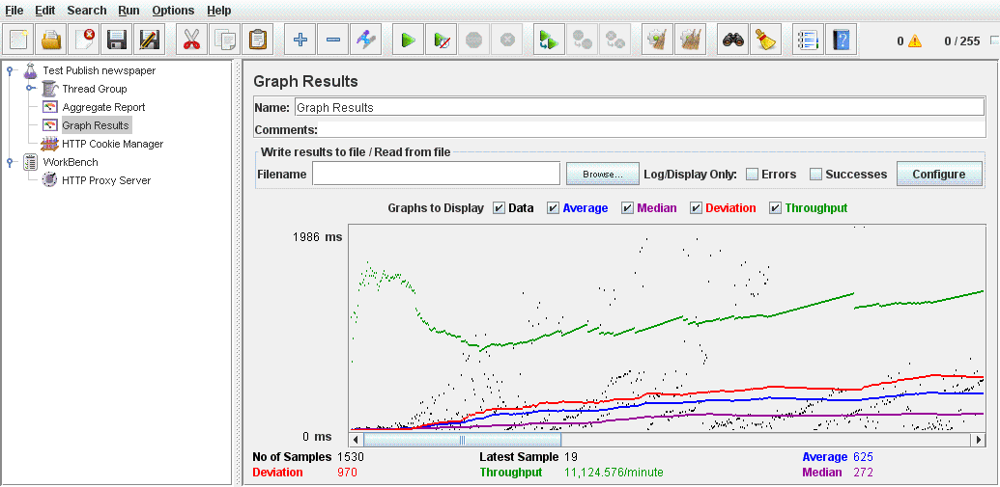 File Edit Search Run Options Help
0 0 / 255
Test Publish newspaper
Thread Group
Aggregate Report
Graph Results
HTTP Cookie Manager
WorkBench
HTTP Proxy Server
Graph Results
Name: Graph Results
Comments:
Write results to file / Read from file
Filename Browse... Log/Display Only: Errors Successes Configure
Graphs to Display Data Average Median Deviation Throughput
1986 ms
0 ms
No of Samples 1530 Latest Sample 19 Average 625
Deviation 970 Throughput 11,124.576/minute Median 272